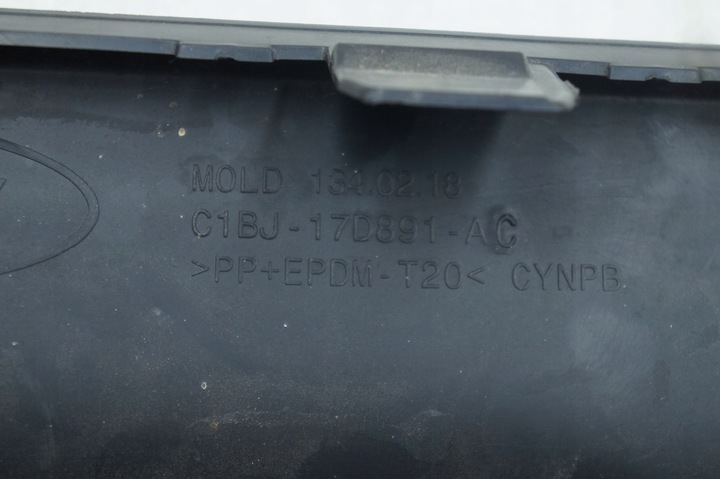 MOLD 134.02.18
C1BJ-17D891-AC
>PP+EPDM-T20< CYNPB